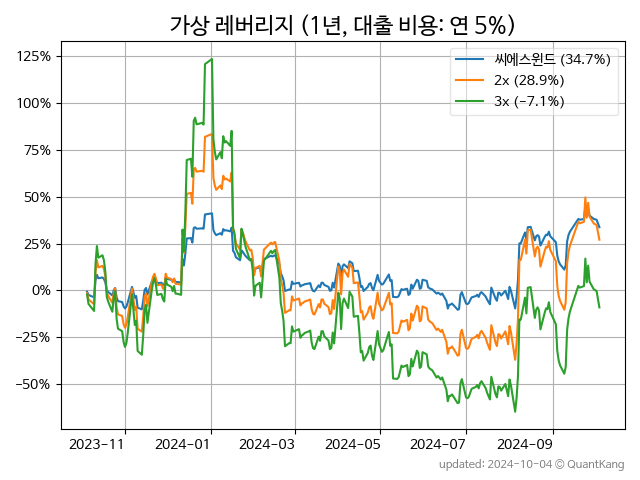 가상 레버리지 (1년, 대출 비용: 연 5%)
125%
100%
75%
50%
25%
0%
−25%
−50%
씨에스윈드 (34.7%)
2x (28.9%)
3x (−7.1%)
2023-11
2024-01
2024-03
2024-05
2024-07
2024-09
updated: 2024-10-04 © QuantKang